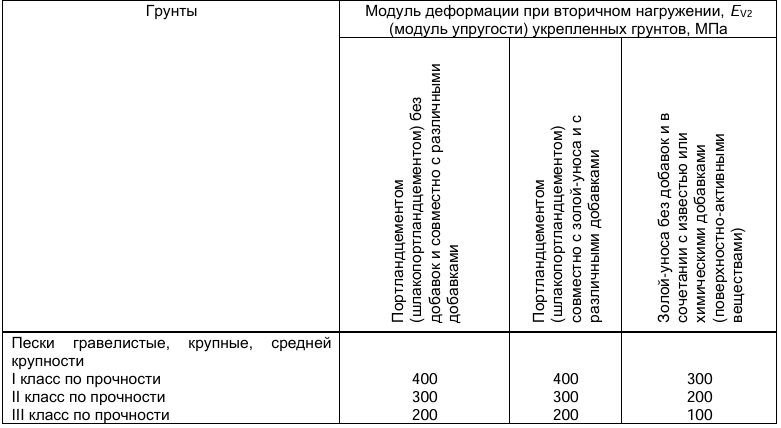 Грунты
Модуль деформации при вторичном нагружении, EV2
(модуль упругости) укрепленных грунтов, МПа
Портландцементом
(шлакопортландцементом) без
добавок и совместно с различными
добавками
Портландцементом
(шлакопортландцементом)
совместно с золой-уноса и с
различными добавками
Золой-уноса без добавок и в
сочетании с известью или
химическими добавками
(поверхностно-активными
веществами)
Пески гравелистые, крупные, средней
крупности
I класс по прочности 400 400 300
II класс по прочности 300 300 200
III класс по прочности 200 200 100